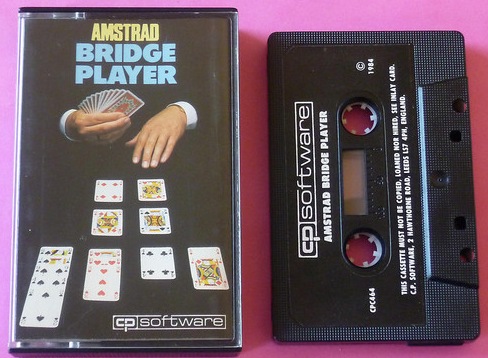 AMSTRAD
BRIDGE
PLAYER
cp software
cp software
AMSTRAD BRIDGE PLAYER
© 1984
THIS CASSETTE MUST NOT BE COPIED, LOANED NOR HIRED, SEE INLAY CARD.
C.P. SOFTWARE, 2 HAWTHORNE ROAD, LEEDS LS7 4PH, ENGLAND.
CPC464